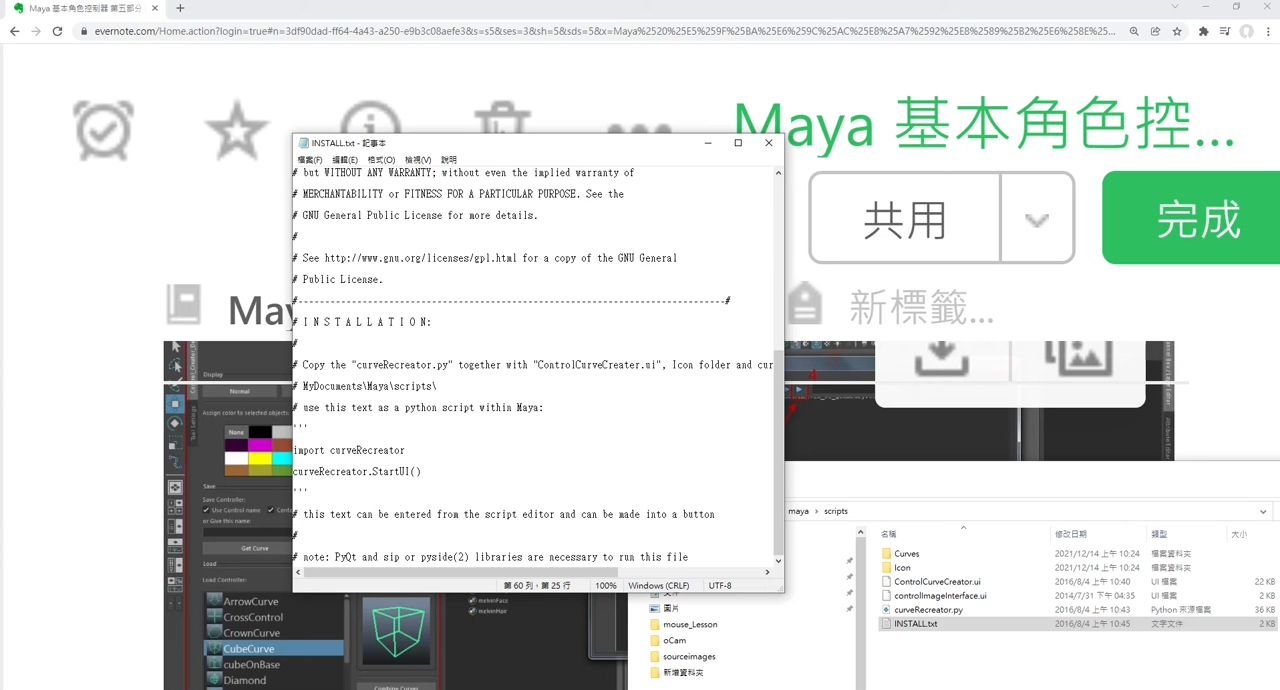 Maya 基本角色控制器 第五部分
evernote.com/Home.action?login=true#n=3df90dad-ff64-4a43-a250-e9b3c08aefe3&s=s5&ses=3&sh=5&sds=5&x=Maya%2520%25E5%259F%25BA%25E6%259C%25AC%25E8%25A7%2592%25E8%2589%25B2%25E6%258E%25...
Maya 基本角色控...
共用
完成
May
新標籤...
INSTALL.txt - 記事本
檔案(F) 編輯(E) 格式(O) 檢視(V) 說明
# but WITHOUT ANY WARRANTY; without even the implied warranty of
# MERCHANTABILITY or FITNESS FOR A PARTICULAR PURPOSE. See the
# GNU General Public License for more details.
#
# See http://www.gnu.org/licenses/gpl.html for a copy of the GNU General
# Public License.
#-------------------------------------------------------------------------------#
# I N S T A L L A T I O N:
#
# Copy the "curveRecreator.py" together with "ControlCurveCreater.ui", Icon folder and cur
# MyDocuments\Maya\scripts\
# use this text as a python script within Maya:
'''
import curveRecreator
curveRecreator.StartUI()
'''
# this text can be entered from the script editor and can be made into a button
#
# note: PyQt and sip or pyside(2) libraries are necessary to run this file
第 60 列，第 25 行 100% Windows (CRLF) UTF-8
Display
Normal
Assign color to selected objects:
None
Save
Save Controller:
Use Control name
or Give this name:
Get Curve
Load
Load Controller:
ArrowCurve
CrossControl
CrownCurve
CubeCurve
cubeOnBase
Diamond
Combine Curves
4
maya › scripts
名稱 修改日期 類型 大小
Curves 2021/12/14 上午 10:24 檔案資料夾
Icon 2021/12/14 上午 10:24 檔案資料夾
ControlCurveCreator.ui 2016/8/4 上午 10:40 UI 檔案 22 KB
controlImageInterface.ui 2014/7/31 下午 04:35 UI 檔案 2 KB
curveRecreator.py 2016/8/4 上午 10:43 Python 來源檔案 36 KB
INSTALL.txt 2016/8/4 上午 10:45 文字文件 2 KB
圖片
mouse_Lesson
oCam
sourceimages
新增資料夾